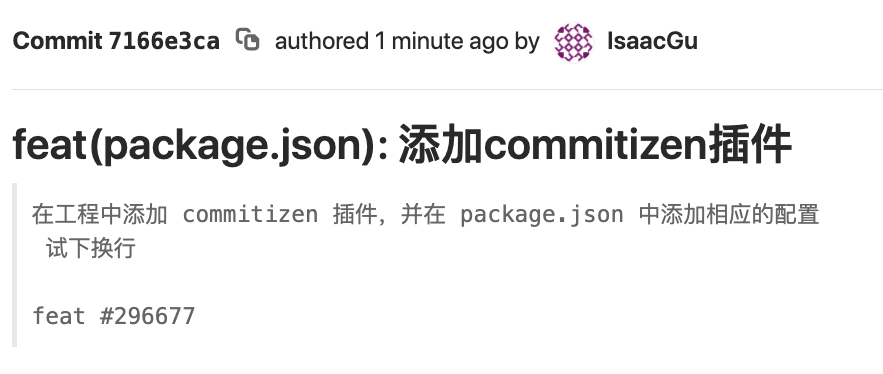 Commit 7166e3ca authored 1 minute ago by IsaacGu
feat(package.json): 添加commitizen插件
在工程中添加 commitizen 插件，并在 package.json 中添加相应的配置
试下换行
feat #296677